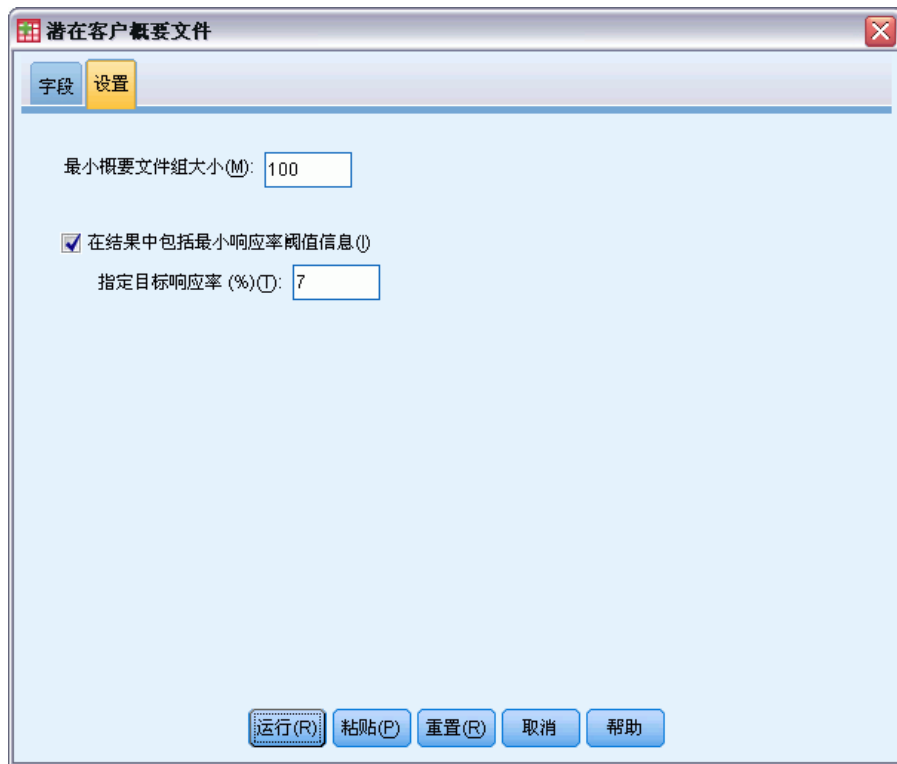 潜在客户概要文件
字段 设置
最小概要文件组大小(M): 100
在结果中包括最小响应率阈值信息(I)
指定目标响应率 (%)(T): 7
运行(R) 粘贴(P) 重置(R) 取消 帮助